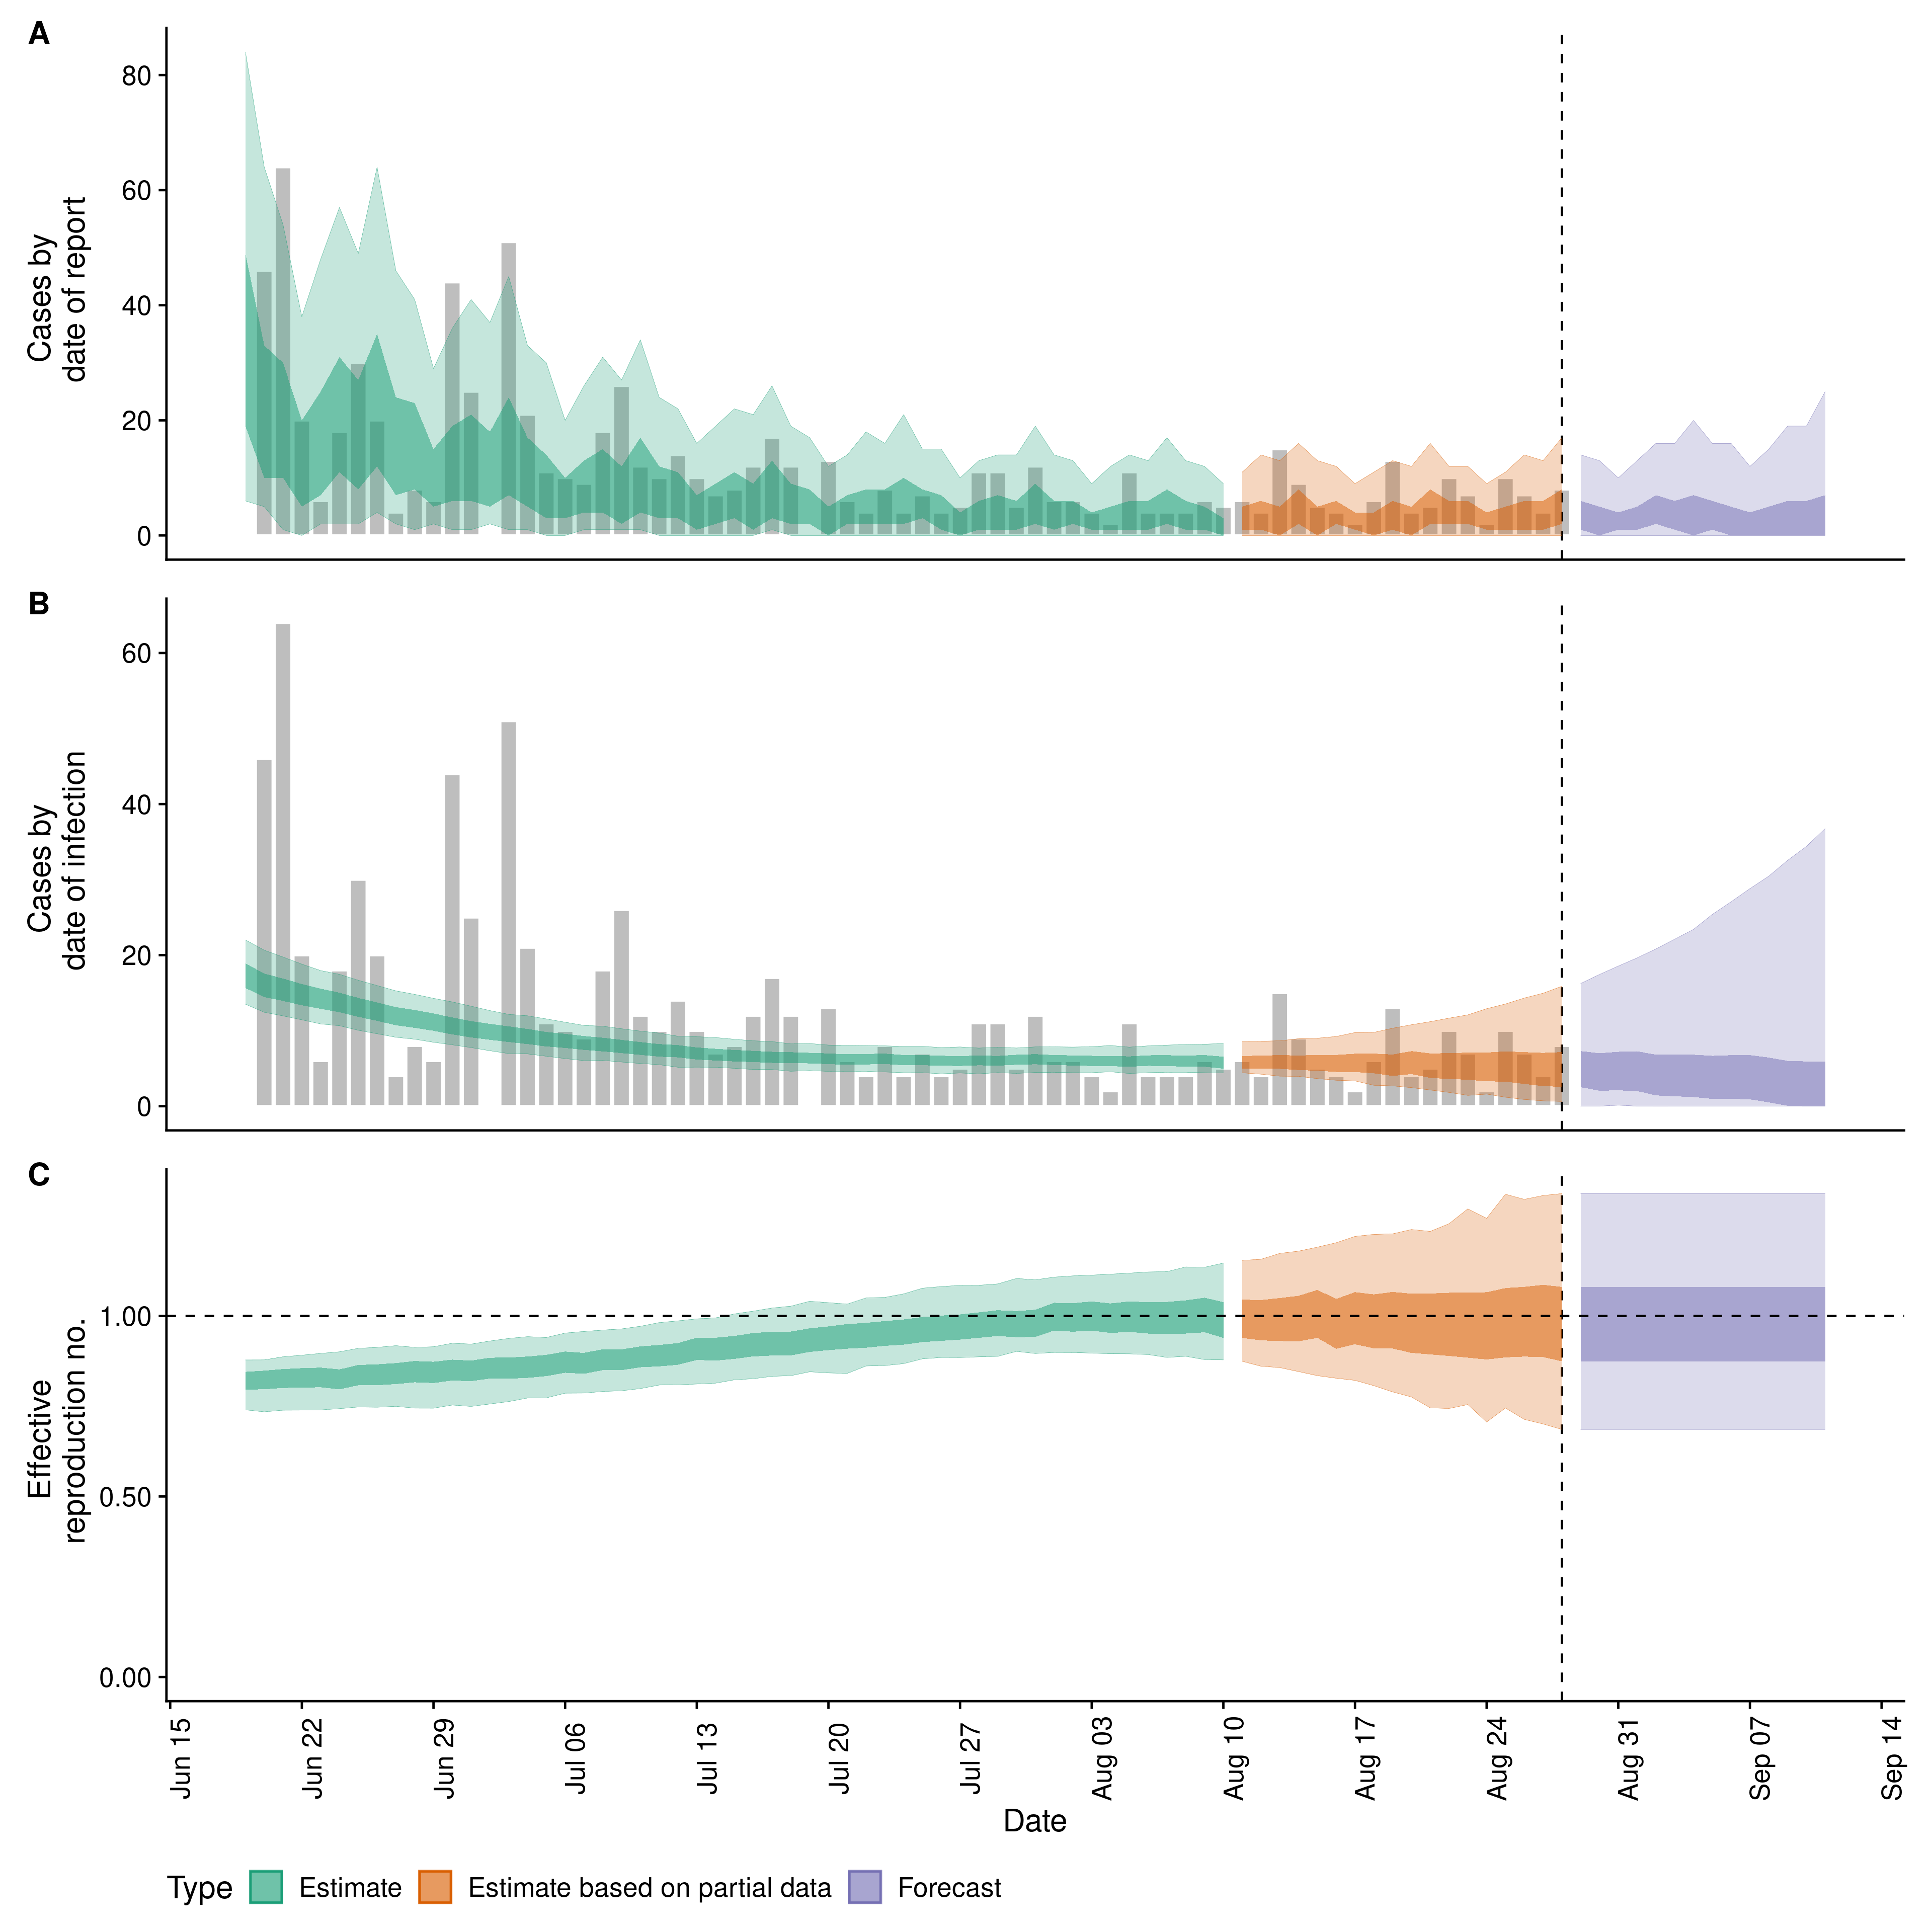 A
80
60
40
20
0
Cases by
date of report
B
60
40
20
0
Cases by
date of infection
C
1.00
0.50
0.00
Effective
reproduction no.
Jun 15
Jun 22
Jun 29
Jul 06
Jul 13
Jul 20
Jul 27
Aug 03
Aug 10
Aug 17
Aug 24
Aug 31
Sep 07
Sep 14
Date
Type Estimate Estimate based on partial data Forecast